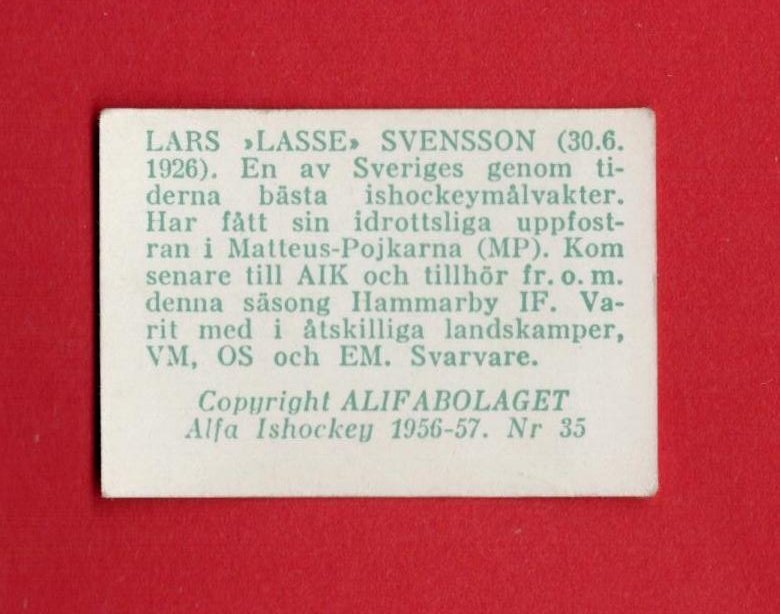 LARS »LASSE» SVENSSON (30.6.
1926). En av Sveriges genom ti-
derna bästa ishockeymålvakter.
Har fått sin idrottsliga uppfost-
ran i Matteus-Pojkarna (MP). Kom
senare till AIK och tillhör fr. o. m.
denna säsong Hammarby IF. Va-
rit med i åtskilliga landskamper,
VM, OS och EM. Svarvare.
Copyright ALIFABOLAGET
Alfa Ishockey 1956-57. Nr 35